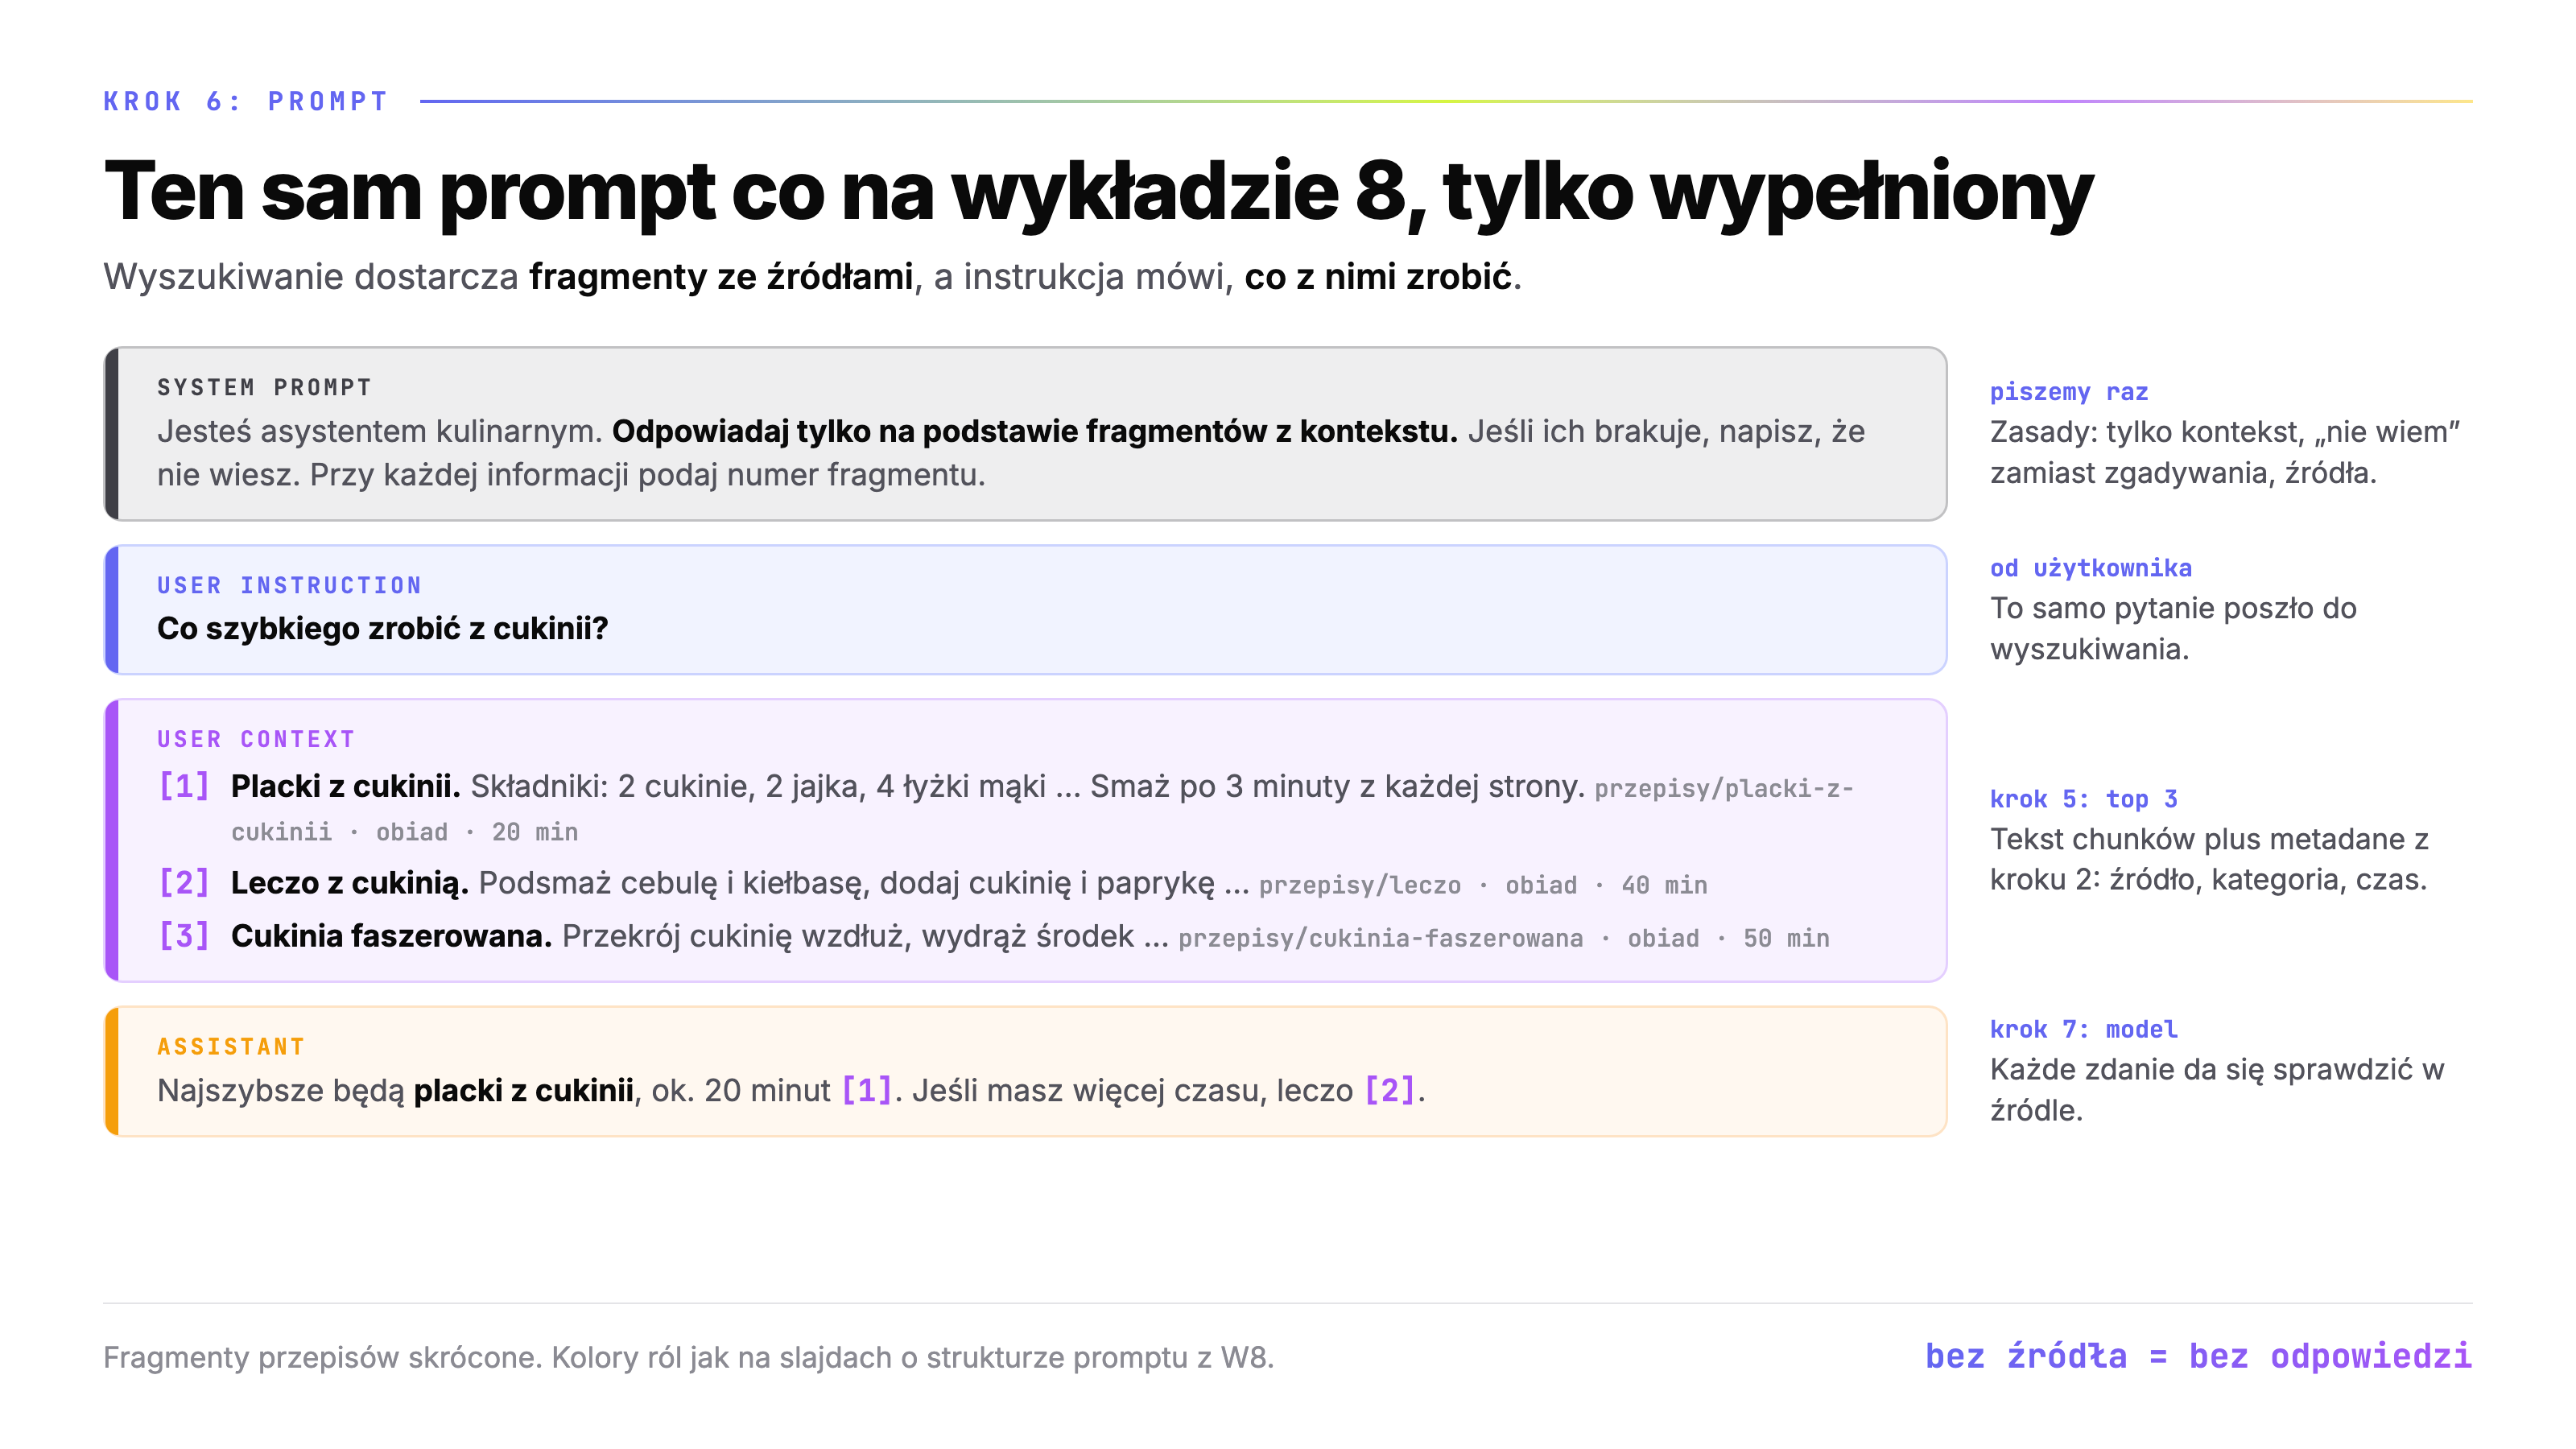 KROK 6: PROMPT
Ten sam prompt co na wykładzie 8, tylko wypełniony
Wyszukiwanie dostarcza fragmenty ze źródłami, a instrukcja mówi, co z nimi zrobić.
SYSTEM PROMPT
Jesteś asystentem kulinarnym. Odpowiadaj tylko na podstawie fragmentów z kontekstu. Jeśli ich brakuje, napisz, że
nie wiesz. Przy każdej informacji podaj numer fragmentu.
piszemy raz
Zasady: tylko kontekst, „nie wiem”
zamiast zgadywania, źródła.
USER INSTRUCTION
Co szybkiego zrobić z cukinii?
od użytkownika
To samo pytanie poszło do
wyszukiwania.
USER CONTEXT
[1] Placki z cukinii. Składniki: 2 cukinie, 2 jajka, 4 łyżki mąki ... Smaż po 3 minuty z każdej strony. przepisy/placki-z-
cukinii · obiad · 20 min
[2] Leczo z cukinią. Podsmaż cebulę i kiełbasę, dodaj cukinię i paprykę ... przepisy/leczo · obiad · 40 min
[3] Cukinia faszerowana. Przekrój cukinię wzdłuż, wydrąż środek ... przepisy/cukinia-faszerowana · obiad · 50 min
krok 5: top 3
Tekst chunków plus metadane z
kroku 2: źródło, kategoria, czas.
ASSISTANT
Najszybsze będą placki z cukinii, ok. 20 minut [1]. Jeśli masz więcej czasu, leczo [2].
krok 7: model
Każde zdanie da się sprawdzić w
źródle.
Fragmenty przepisów skrócone. Kolory ról jak na slajdach o strukturze promptu z W8.
bez źródła = bez odpowiedzi